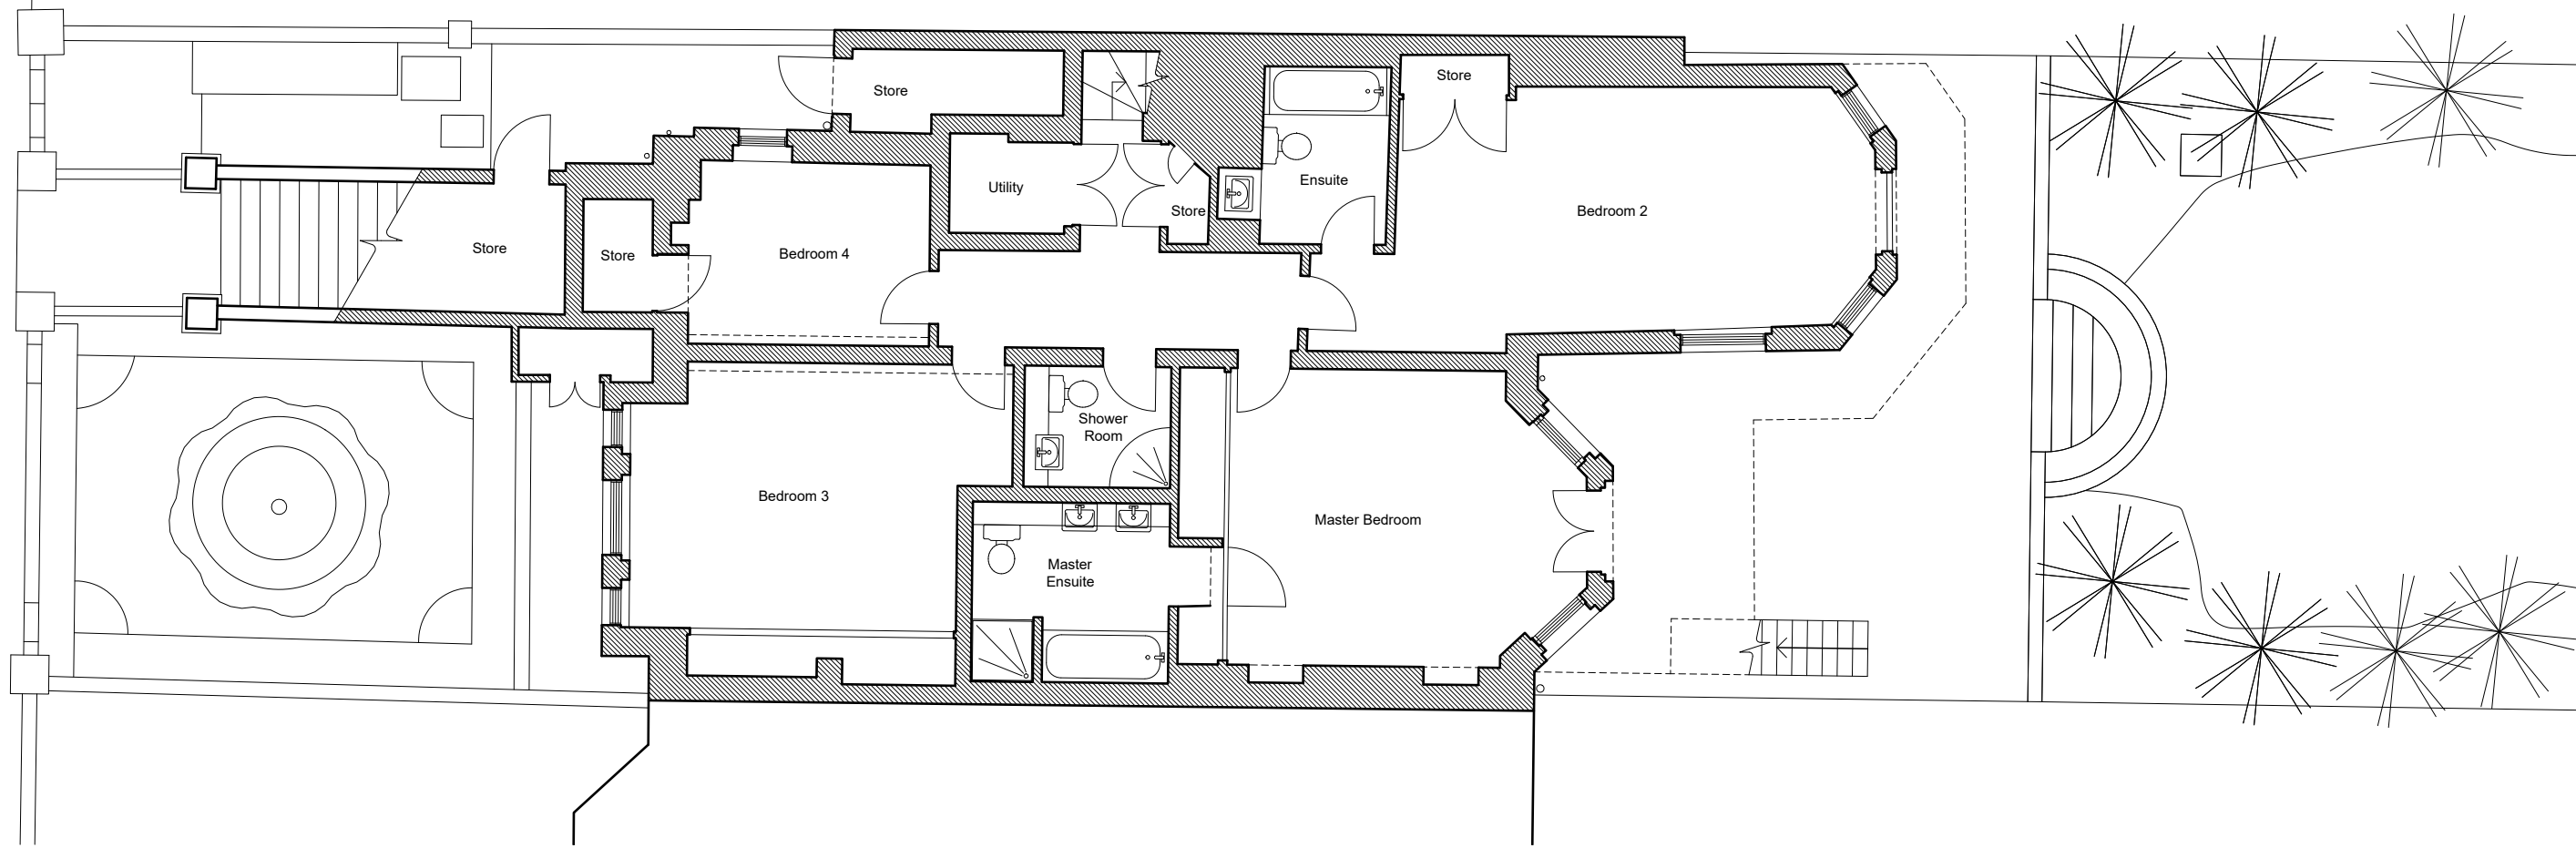 Store
Store
Utility
Ensuite
Store
Bedroom 2
Store
Store
Bedroom 4
Shower
Room
Bedroom 3
Master Bedroom
Master
Ensuite